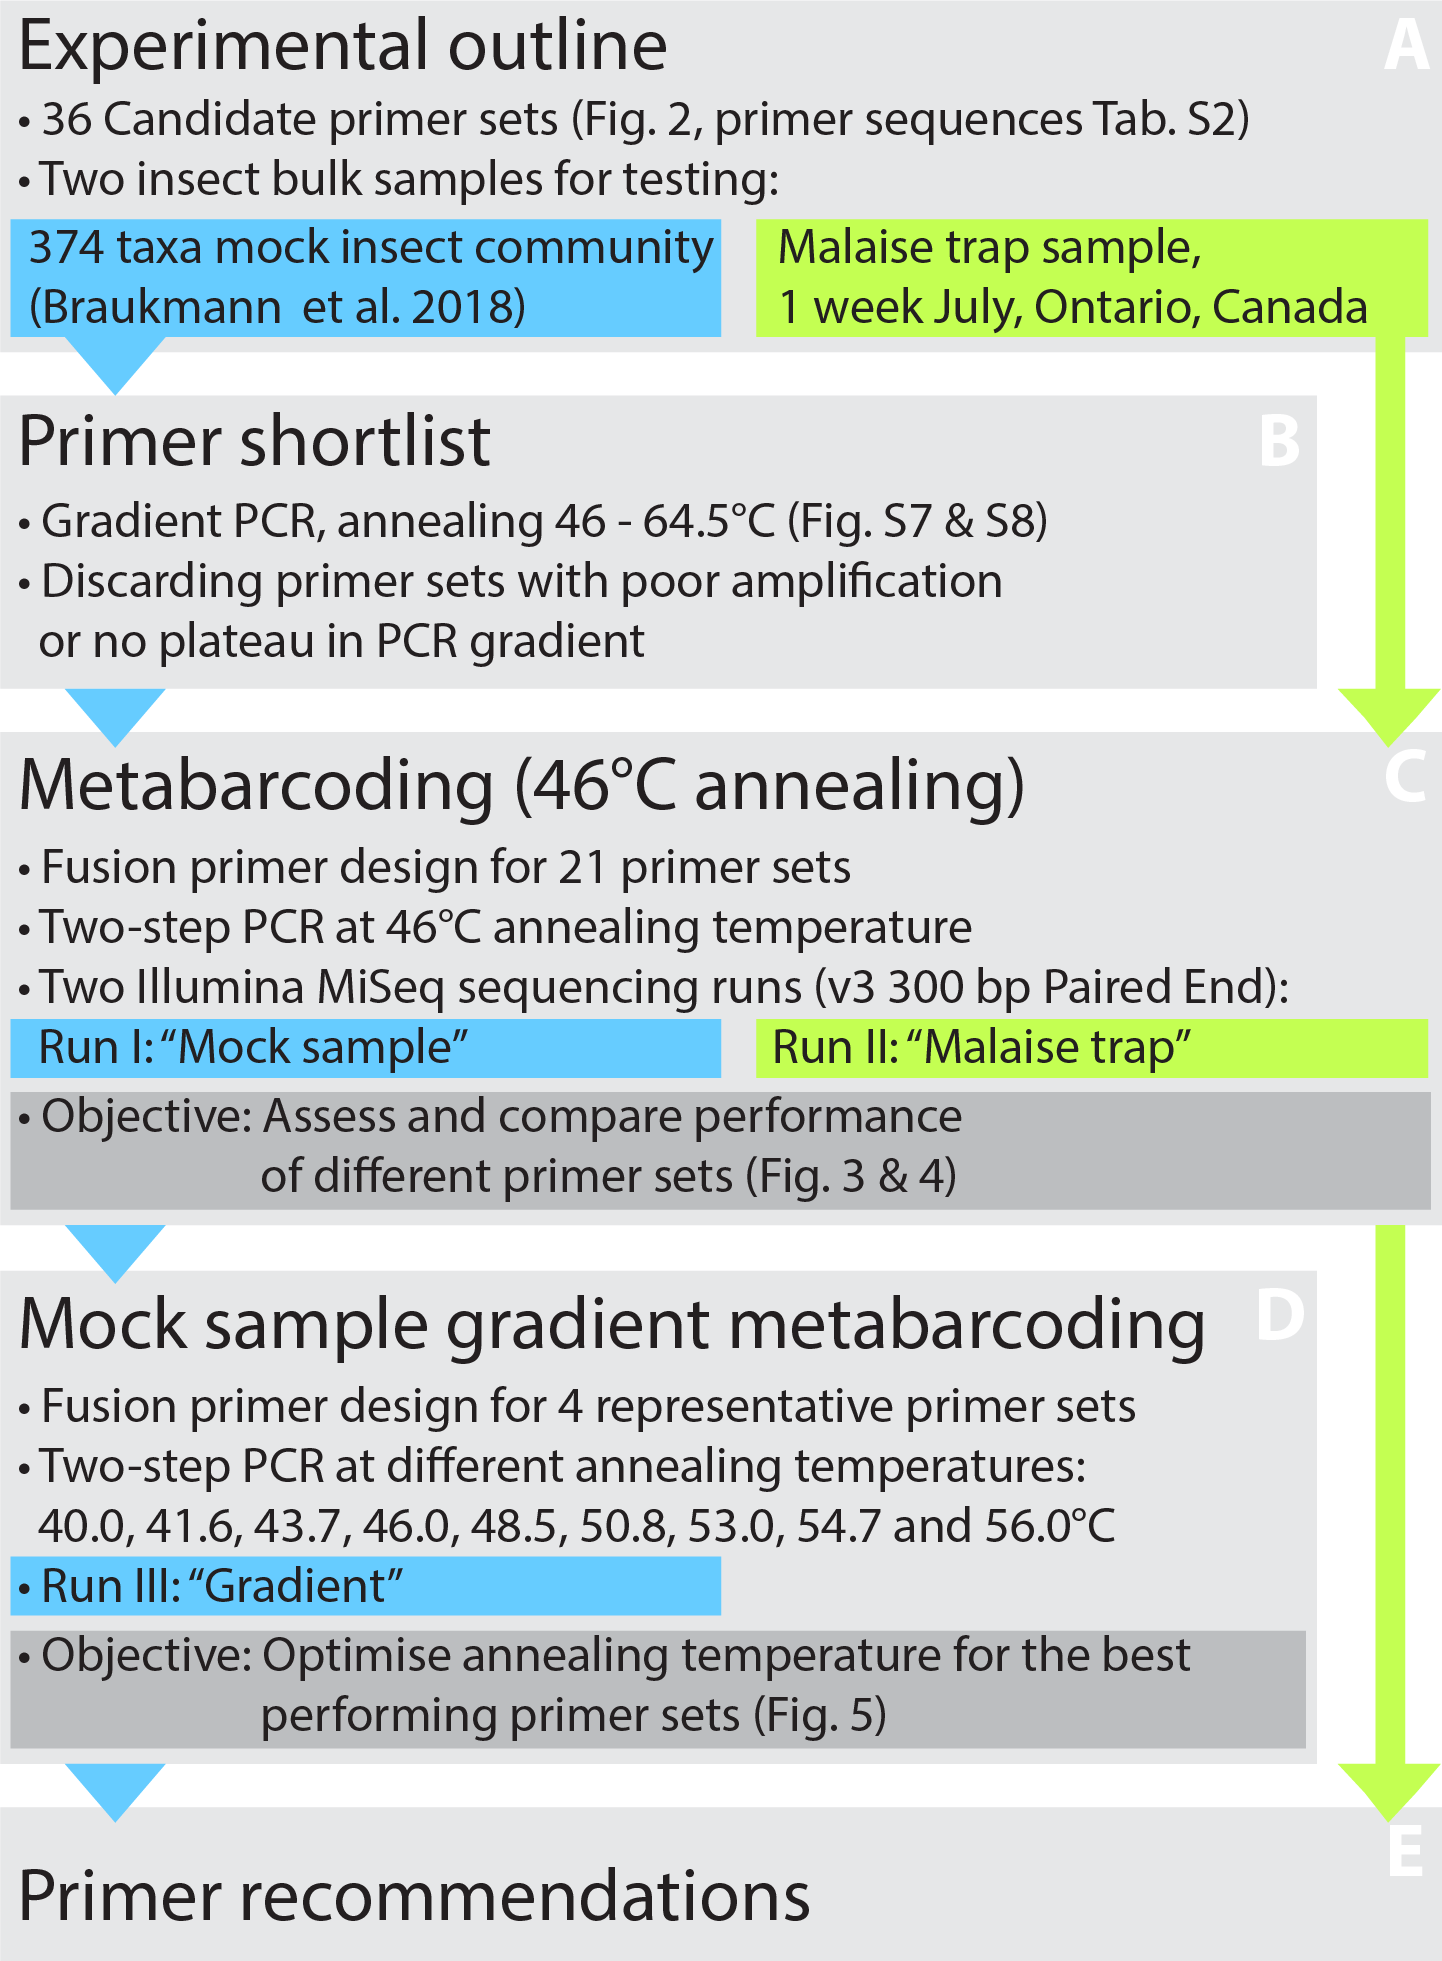 Experimental outline
A
• 36 Candidate primer sets (Fig. 2, primer sequences Tab. S2)
• Two insect bulk samples for testing:
374 taxa mock insect community
(Braukmann et al. 2018)
Malaise trap sample,
1 week July, Ontario, Canada
Primer shortlist
B
• Gradient PCR, annealing 46 - 64.5°C (Fig. S7 & S8)
• Discarding primer sets with poor amplification
or no plateau in PCR gradient
Metabarcoding (46°C annealing)
C
• Fusion primer design for 21 primer sets
• Two-step PCR at 46°C annealing temperature
• Two Illumina MiSeq sequencing runs (v3 300 bp Paired End):
Run I: “Mock sample”
Run II: “Malaise trap”
• Objective: Assess and compare performance
of different primer sets (Fig. 3 & 4)
Mock sample gradient metabarcoding
D
• Fusion primer design for 4 representative primer sets
• Two-step PCR at different annealing temperatures:
40.0, 41.6, 43.7, 46.0, 48.5, 50.8, 53.0, 54.7 and 56.0°C
• Run III: “Gradient”
• Objective: Optimise annealing temperature for the best
performing primer sets (Fig. 5)
E
Primer recommendations